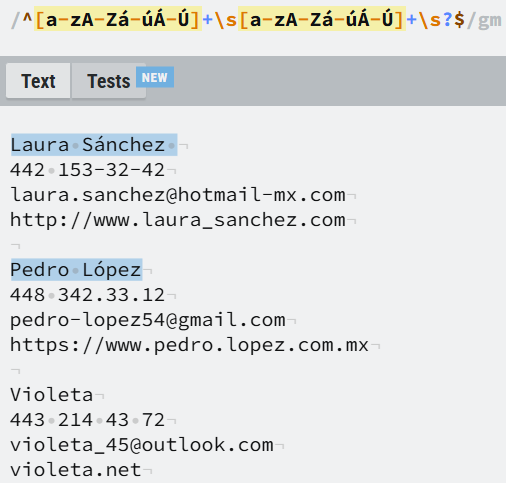 /^[a-zA-Zá-úÁ-Ú]+\s[a-zA-Zá-úÁ-Ú]+\s?$/gm
Text Tests NEW
Laura Sánchez
442 153-32-42
laura.sanchez@hotmail-mx.com
http://www.laura_sanchez.com
Pedro López
448 342.33.12
pedro-lopez54@gmail.com
https://www.pedro.lopez.com.mx
Violeta
443 214 43 72
violeta_45@outlook.com
violeta.net